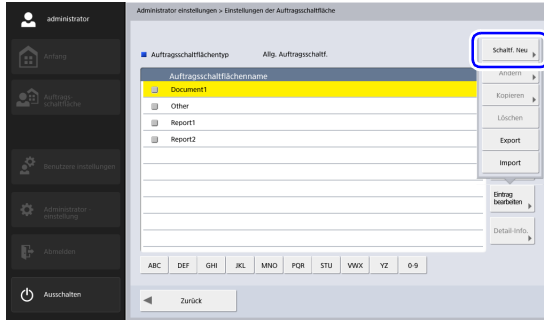 administrator
Administrator einstellungen > Einstellungen der Auftragsschaltfläche
Anfang
Auftrags-
schaltfläche
Benutzere instellungen
Administrator-
einstellung
Abmelden
Ausschalten
Auftragsschaltflächentyp Allg. Auftragsschaltf.
Auftragsschaltflächenname
Document1
Other
Report1
Report2
Schaltf. Neu
Ändern
Kopieren
Löschen
Export
Import
Eintrag
bearbeiten
Detail-Info.
ABC DEF GHI JKL MNO PQR STU VWX YZ 0-9
Zurück